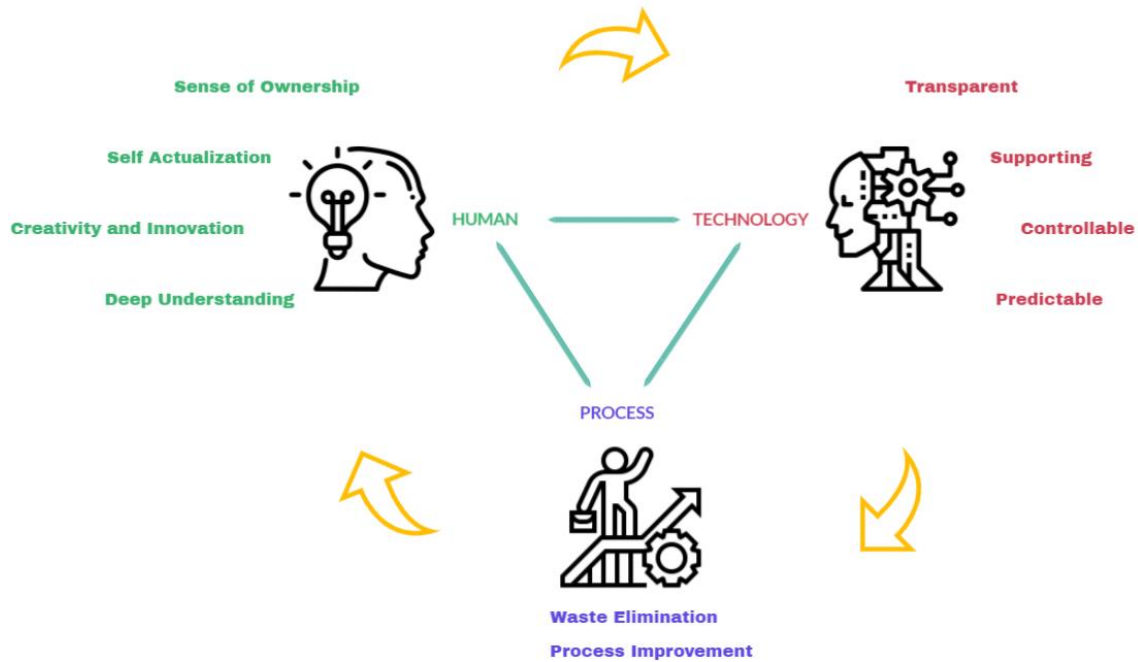 Sense of Ownership
Self Actualization
Creativity and Innovation
Deep Understanding
HUMAN
TECHNOLOGY
Transparent
Supporting
Controllable
Predictable
PROCESS
Waste Elimination
Process Improvement